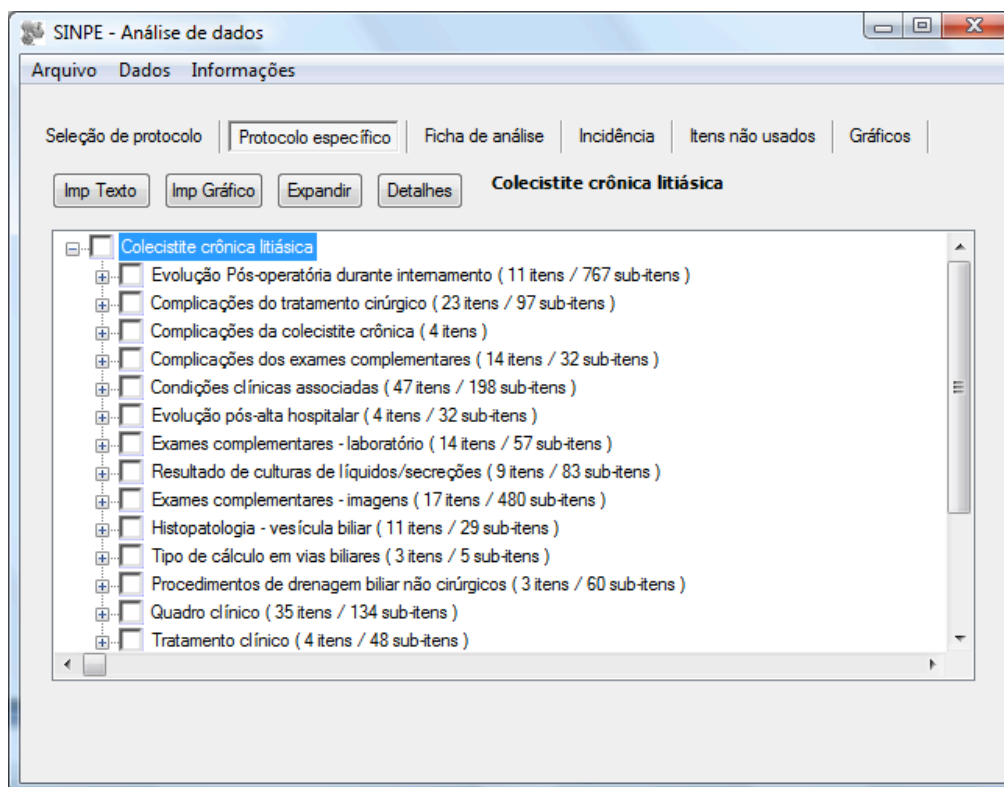 SINPE - Análise de dados
Arquivo Dados Informações
Seleção de protocolo Protocolo específico Ficha de análise Incidência Itens não usados Gráficos
Imp Texto Imp Gráfico Expandir Detalhes Colecistite crônica litiásica
Colecistite crônica litiásica
Evolução Pós-operatória durante internamento ( 11 itens / 767 sub-itens )
Complicações do tratamento cirúrgico ( 23 itens / 97 sub-itens )
Complicações da colecistite crônica ( 4 itens )
Complicações dos exames complementares ( 14 itens / 32 sub-itens )
Condições clínicas associadas ( 47 itens / 198 sub-itens )
Evolução pós-alta hospitalar ( 4 itens / 32 sub-itens )
Exames complementares - laboratório ( 14 itens / 57 sub-itens )
Resultado de culturas de líquidos/secreções ( 9 itens / 83 sub-itens )
Exames complementares - imagens ( 17 itens / 480 sub-itens )
Histopatologia - vesícula biliar ( 11 itens / 29 sub-itens )
Tipo de cálculo em vias biliares ( 3 itens / 5 sub-itens )
Procedimentos de drenagem biliar não cirúrgicos ( 3 itens / 60 sub-itens )
Quadro clínico ( 35 itens / 134 sub-itens )
Tratamento clínico ( 4 itens / 48 sub-itens )